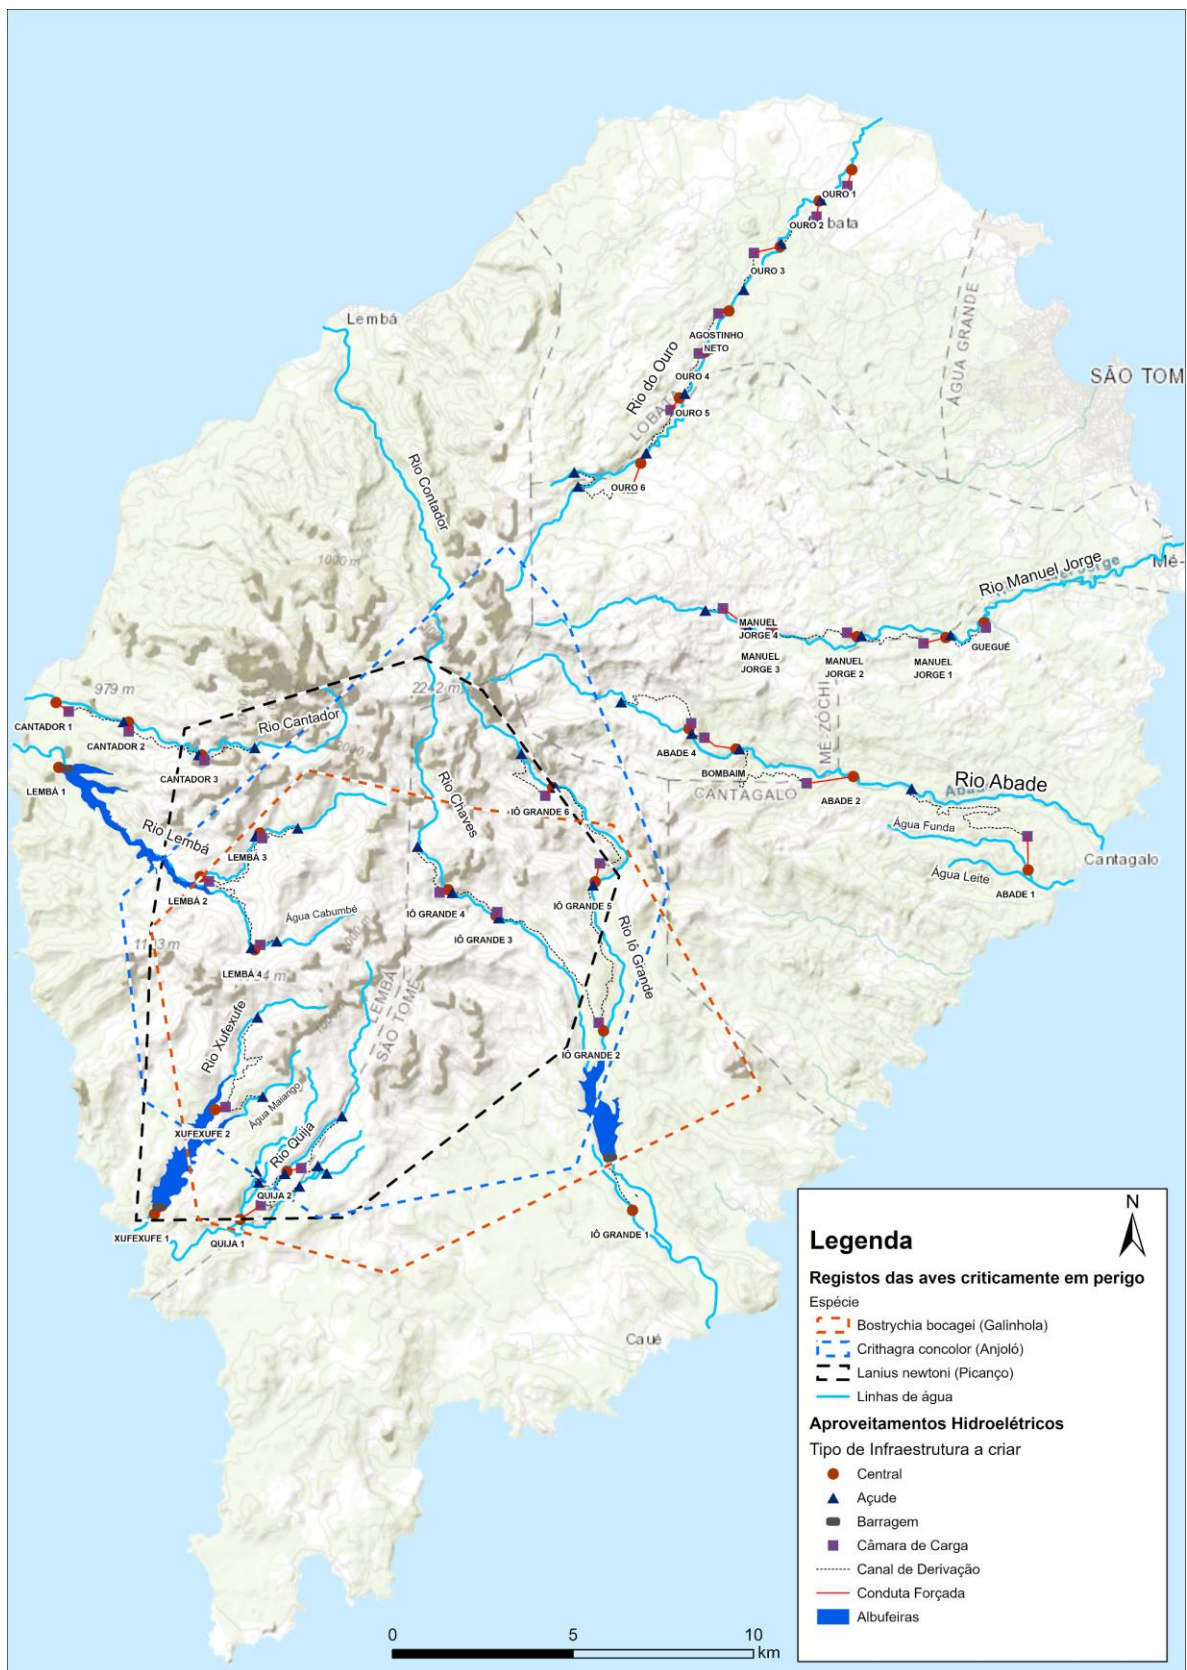 OURO 1
bata
OURO 2
OURO 3
ÁGUA GRANDE
Lembá
AGOSTINHO
NETO
SÃO TOM
Rio do Ouro
OURO 4
LOBATA
OURO 5
Rio Contador
OURO 6
1000 m
Rio Manuel Jorge
Mé-
MANUEL
JORGE 4
GUEGUÉ
MANUEL
JORGE 3
MANUEL
JORGE 2
MANUEL
JORGE 1
979 m
2242 m
MÉ-ZÓCHI
CANTADOR 1
Rio Cantador
CANTADOR 2
ABADE 4
CANTADOR 3
BOMBAIM
LEMBÁ 1
Rio Abade
CANTAGALO
ABADE 2
Rio Chaves
IÔ GRANDE 6
Água Funda
Rio Lembá
LEMBÁ 3
Cantagalo
Água Leite
ABADE 1
LEMBÁ 2
IÔ GRANDE 5
Água Cabumbé
IÔ GRANDE 4
IÔ GRANDE 3
Rio Iô Grande
LEMBÁ 4
LEMBÁ
SÃO TOMÉ
Rio Xufexufe
IÔ GRANDE 2
Água Maiango
XUFEXUFE 2
Rio Quija
QUIJA 2
XUFEXUFE 1
QUIJA 1
IÔ GRANDE 1
Caué
N
Legenda
Registos das aves criticamente em perigo
Espécie
Bostrychia bocagei (Galinhola)
Crithagra concolor (Anjoló)
Lanius newtoni (Picanço)
Linhas de água
Aproveitamentos Hidroelétricos
Tipo de Infraestrutura a criar
Central
Açude
Barragem
Câmara de Carga
Canal de Derivação
Conduta Forçada
Albufeiras
0 5 10
km